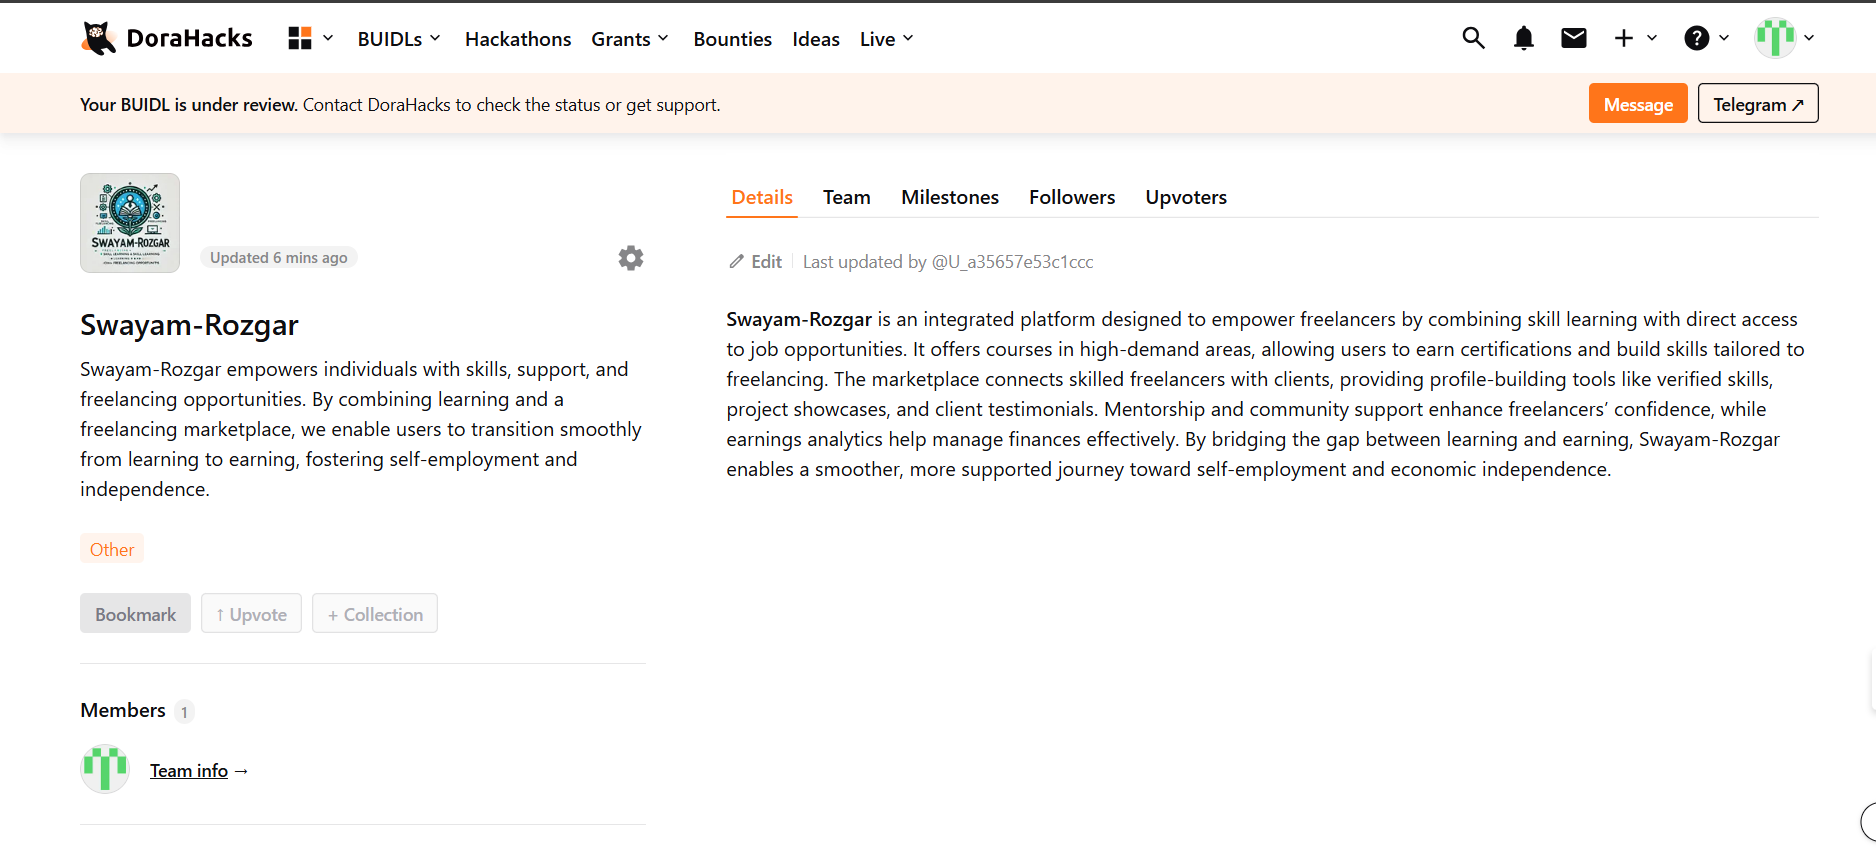 DoraHacks
BUIDLs
Hackathons
Grants
Bounties
Ideas
Live
Your BUIDL is under review. Contact DoraHacks to check the status or get support.
Message
Telegram ↗
SWAYAM-ROZGAR
Updated 6 mins ago
Swayam-Rozgar
Swayam-Rozgar empowers individuals with skills, support, and
freelancing opportunities. By combining learning and a
freelancing marketplace, we enable users to transition smoothly
from learning to earning, fostering self-employment and
independence.
Other
Bookmark
↑ Upvote
+ Collection
Members 1
Team info →
Details
Team
Milestones
Followers
Upvoters
Edit
Last updated by @U_a35657e53c1ccc
Swayam-Rozgar is an integrated platform designed to empower freelancers by combining skill learning with direct access
to job opportunities. It offers courses in high-demand areas, allowing users to earn certifications and build skills tailored to
freelancing. The marketplace connects skilled freelancers with clients, providing profile-building tools like verified skills,
project showcases, and client testimonials. Mentorship and community support enhance freelancers’ confidence, while
earnings analytics help manage finances effectively. By bridging the gap between learning and earning, Swayam-Rozgar
enables a smoother, more supported journey toward self-employment and economic independence.